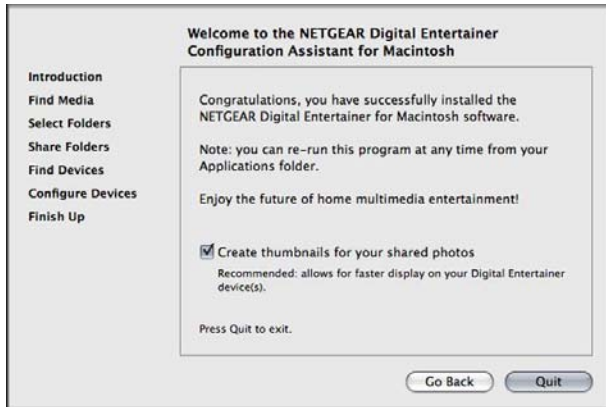 Welcome to the NETGEAR Digital Entertainer
Configuration Assistant for Macintosh
Introduction
Find Media
Select Folders
Share Folders
Find Devices
Configure Devices
Finish Up
Congratulations, you have successfully installed the
NETGEAR Digital Entertainer for Macintosh software.
Note: you can re-run this program at any time from your
Applications folder.
Enjoy the future of home multimedia entertainment!
Create thumbnails for your shared photos
Recommended: allows for faster display on your Digital Entertainer
device(s).
Press Quit to exit.
Go Back
Quit